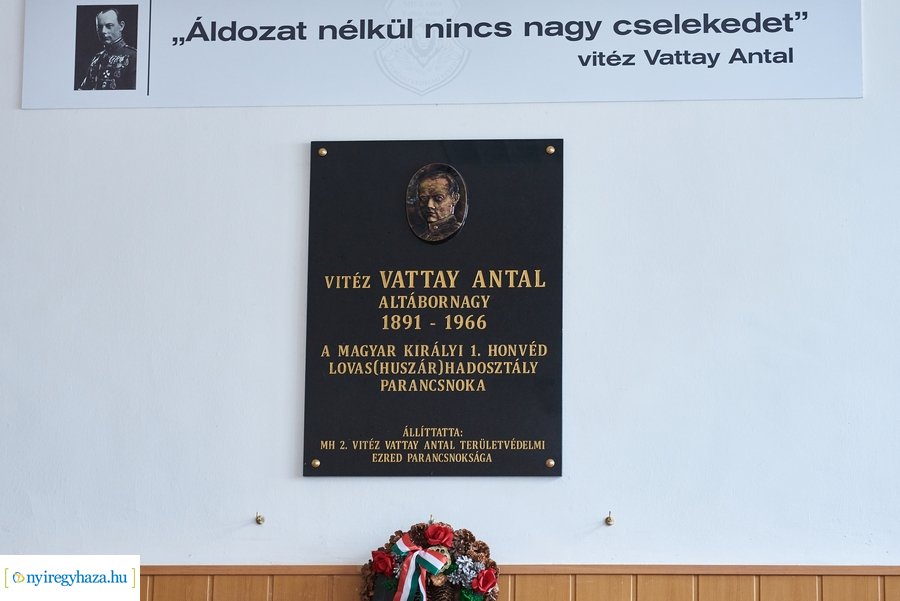 „Áldozat nélkül nincs nagy cselekedet”
vitéz Vattay Antal
VITÉZ VATTAY ANTAL
ALTÁBORNAGY
1891 - 1966
A MAGYAR KIRÁLYI 1. HONVÉD
LOVAS(HUSZÁR)HADOSZTÁLY
PARANCSNOKA
ÁLLÍTTATTA:
MH 2. VITÉZ VATTAY ANTAL TERÜLETVÉDELMI
EZRED PARANCSNOKSÁGA
nyiregyhaza.hu